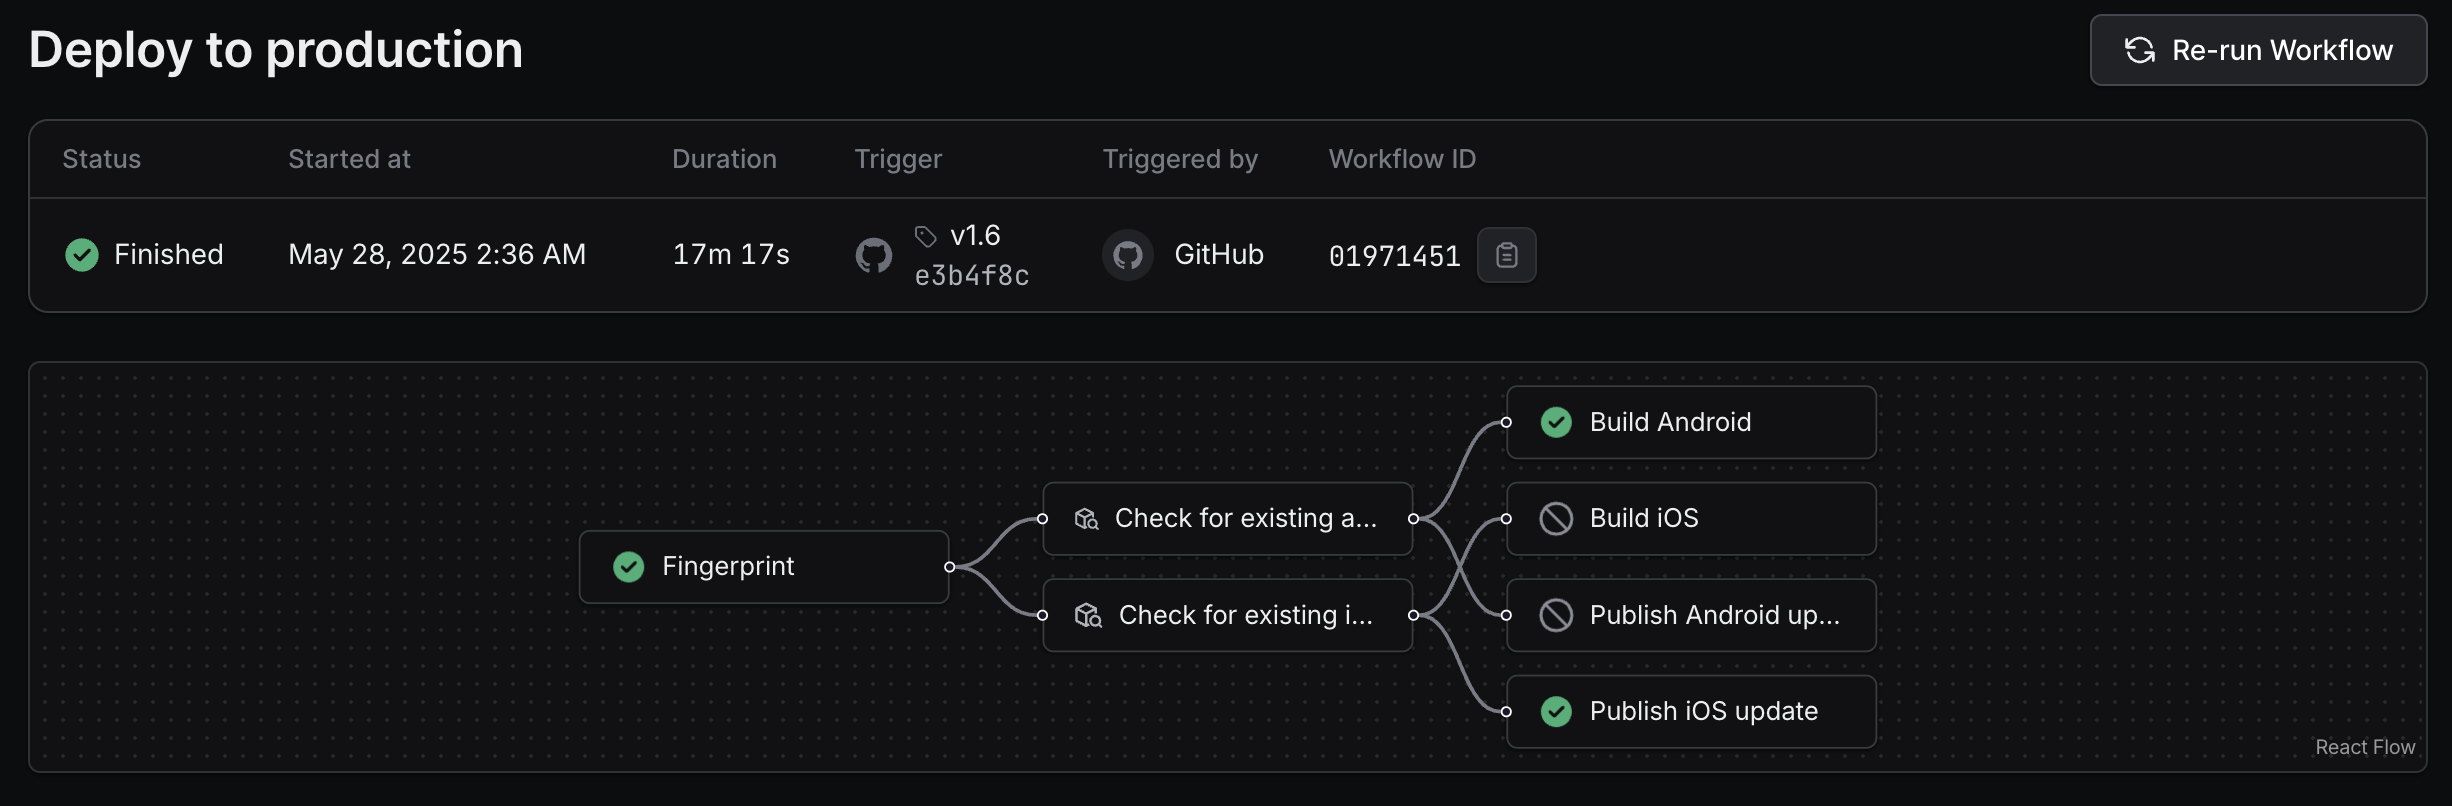 Deploy to production
Re-run Workflow
Status
Started at
Duration
Trigger
Triggered by
Workflow ID
Finished
May 28, 2025 2:36 AM
17m 17s
v1.6
e3b4f8c
GitHub
01971451
Fingerprint
Check for existing a...
Check for existing i...
Build Android
Build iOS
Publish Android up...
Publish iOS update
React Flow